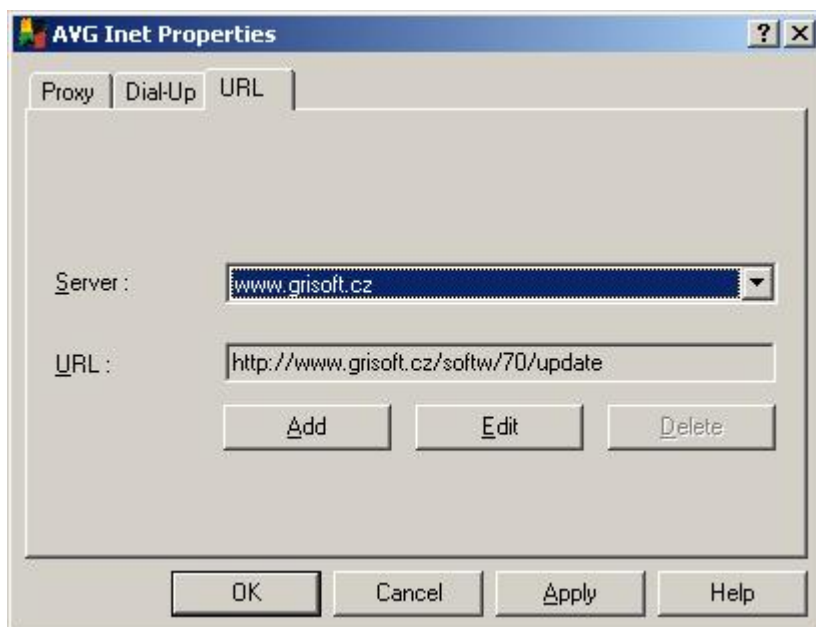 AVG Inet Properties
Proxy Dial-Up URL
Server : www.grisoft.cz
URL : http://www.grisoft.cz/softw/70/update
Add Edit Delete
OK Cancel Apply Help